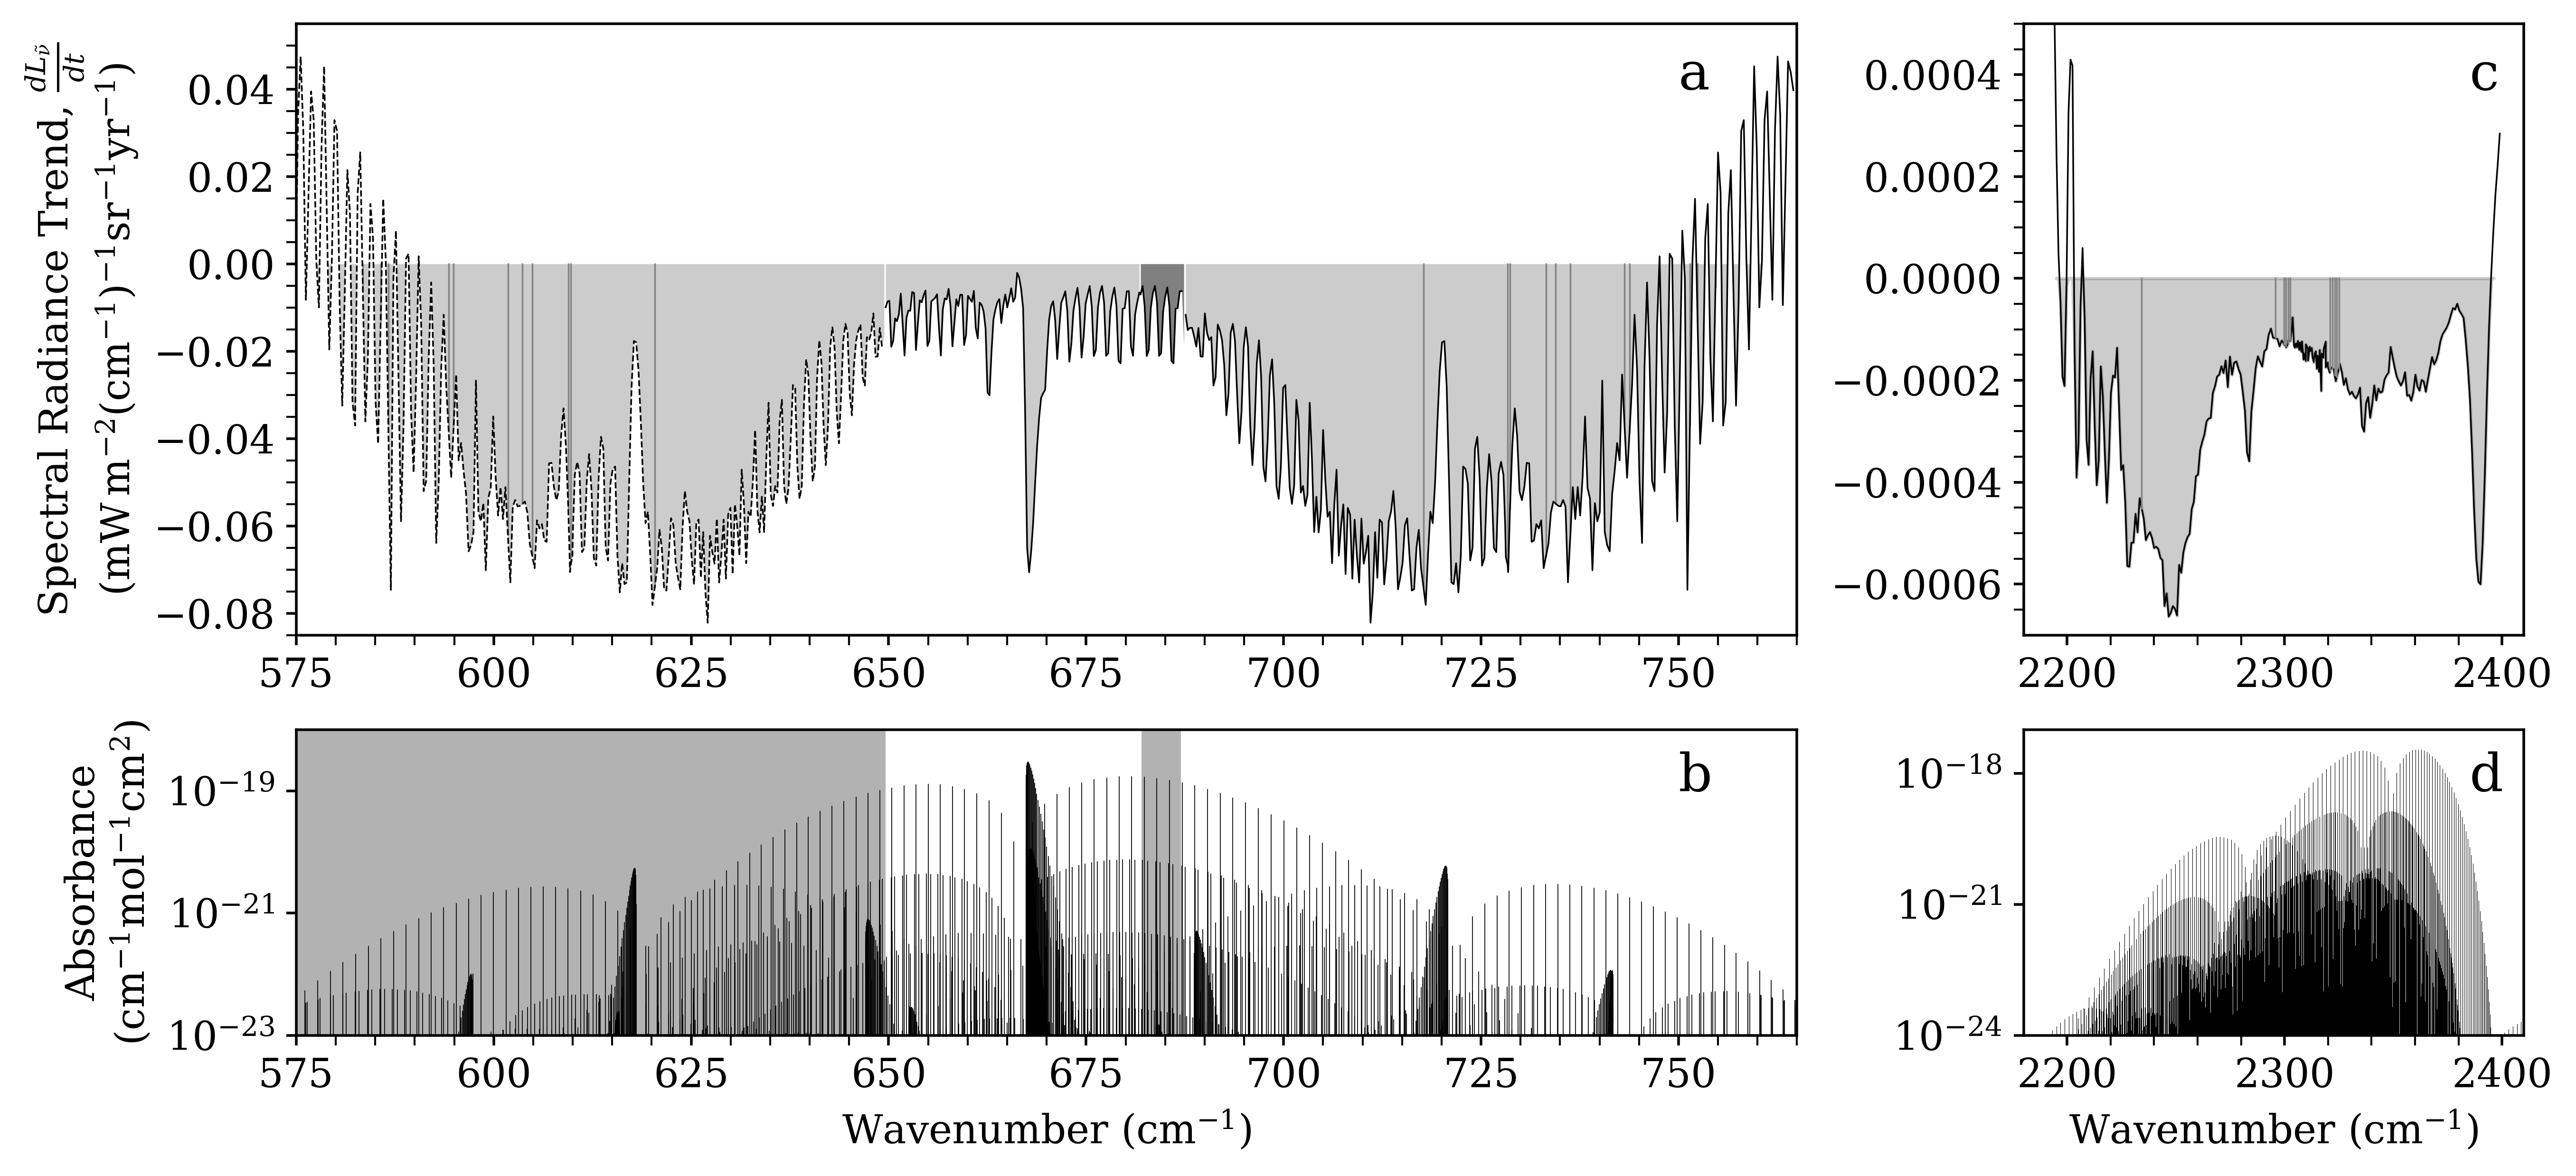 Spectral Radiance Trend, dL_ν̃/dt
(mW m⁻²(cm⁻¹)⁻¹sr⁻¹yr⁻¹)
0.04
0.02
0.00
−0.02
−0.04
−0.06
−0.08
a
575 600 625 650 675 700 725 750
0.0004
0.0002
0.0000
−0.0002
−0.0004
−0.0006
c
2200 2300 2400
Absorbance
(cm⁻¹mol⁻¹cm²)
10⁻¹⁹
10⁻²¹
10⁻²³
b
575 600 625 650 675 700 725 750
Wavenumber (cm⁻¹)
10⁻¹⁸
10⁻²¹
10⁻²⁴
d
2200 2300 2400
Wavenumber (cm⁻¹)